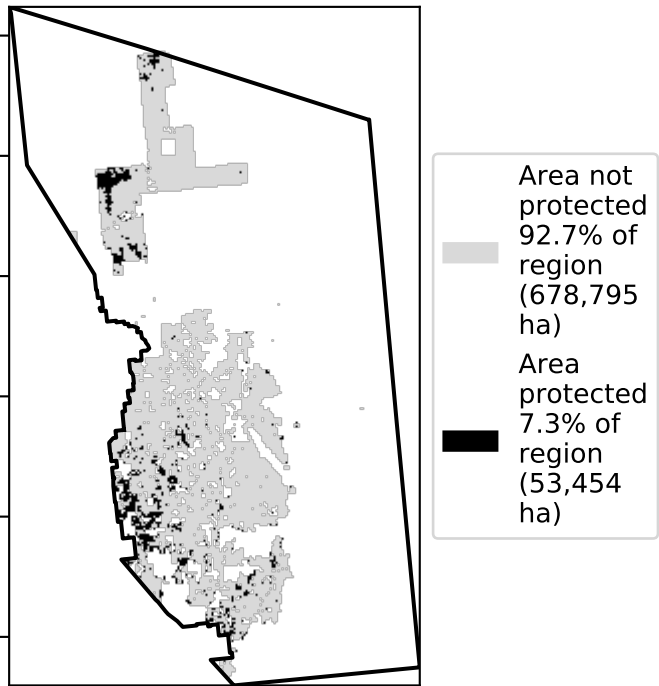 Area not
protected
92.7% of
region
(678,795
ha)
Area
protected
7.3% of
region
(53,454
ha)